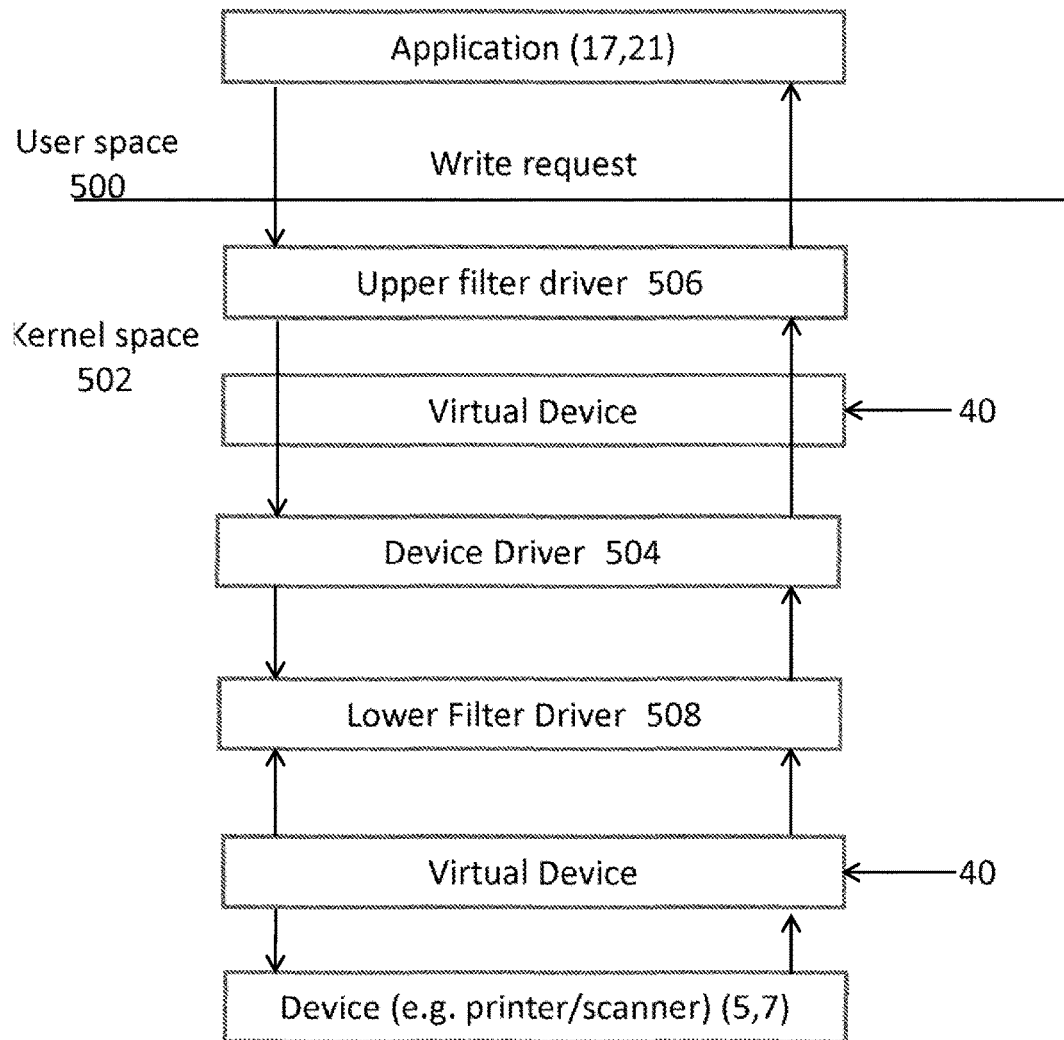 Application (17,21)
User space
500
Write request
Upper filter driver 506
Kernel space
502
Virtual Device
40
Device Driver 504
Lower Filter Driver 508
Virtual Device
40
Device (e.g. printer/scanner) (5,7)